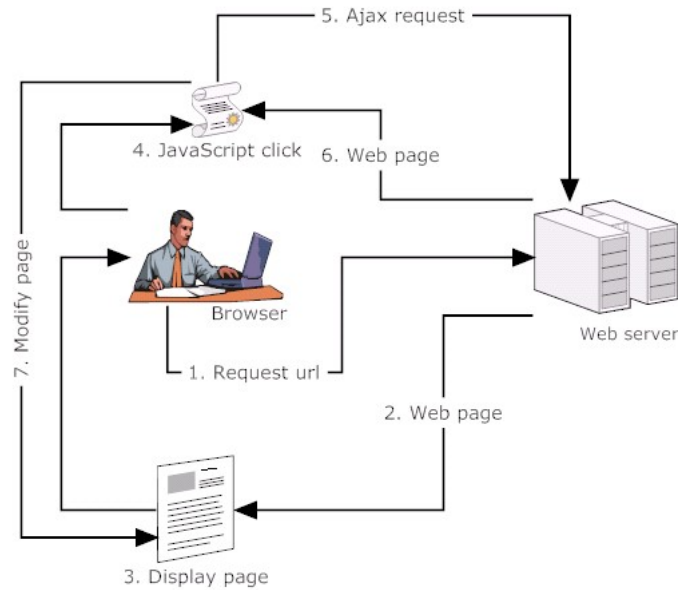 5. Ajax request
4. JavaScript click
6. Web page
7. Modify page
Browser
Web server
1. Request url
2. Web page
3. Display page